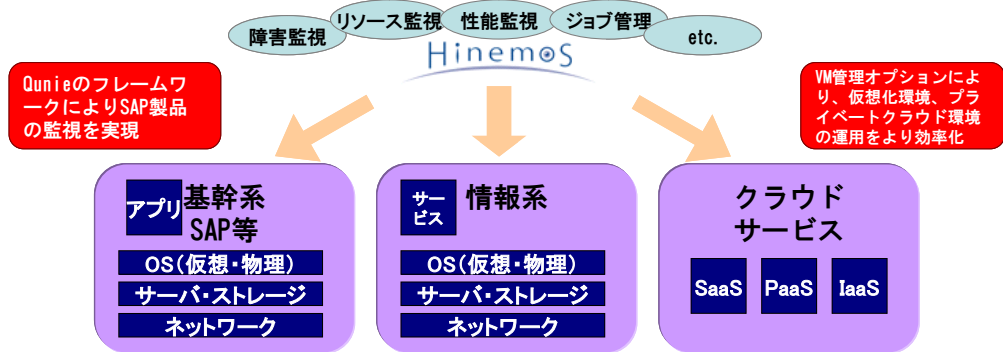 障害監視
リソース監視
性能監視
ジョブ管理
etc.
Hinemos
Qunieのフレームワ
ークによりSAP製品
の監視を実現
VM管理オプションによ
り、仮想化環境、プラ
イベートクラウド環境
の運用をより効率化
アプリ
基幹系
SAP等
OS(仮想・物理)
サーバ・ストレージ
ネットワーク
サー
ビス
情報系
OS(仮想・物理)
サーバ・ストレージ
ネットワーク
クラウド
サービス
SaaS
PaaS
IaaS